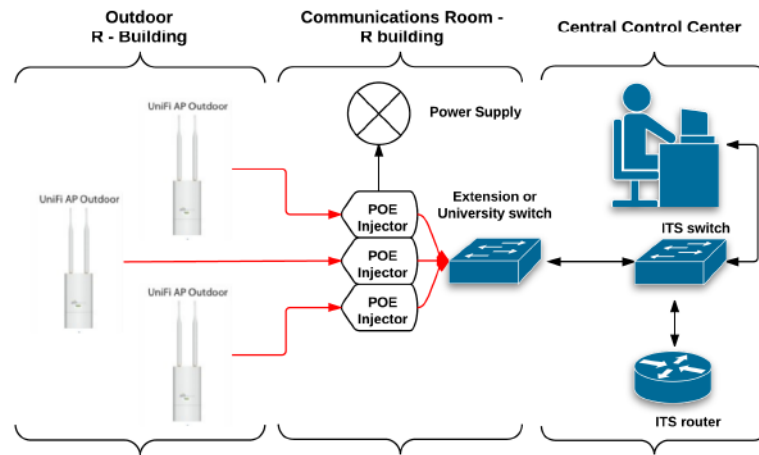 Outdoor
R - Building
Communications Room -
R building
Central Control Center
UniFi AP Outdoor
Power Supply
UniFi AP Outdoor
POE
Injector
Extension or
University switch
ITS switch
POE
Injector
UniFi AP Outdoor
POE
Injector
ITS router